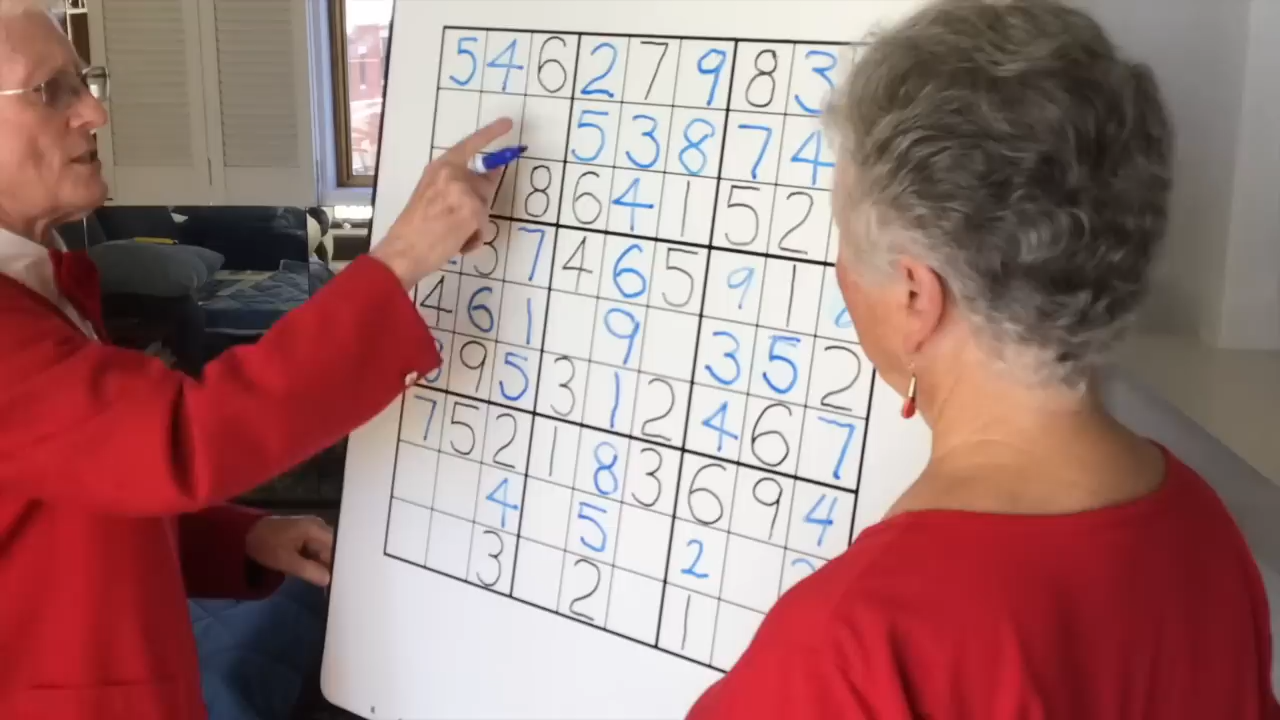 5 4 6 2 7 9 8 3
5 3 8 7 4
8 6 4 1 5 2
3 7 4 6 5 9 1
4 6 1 9 3 5 2
9 5 3 1 2 4 6 7
7 5 2 1 8 3 6 9 4
4 5 2
3 2 1